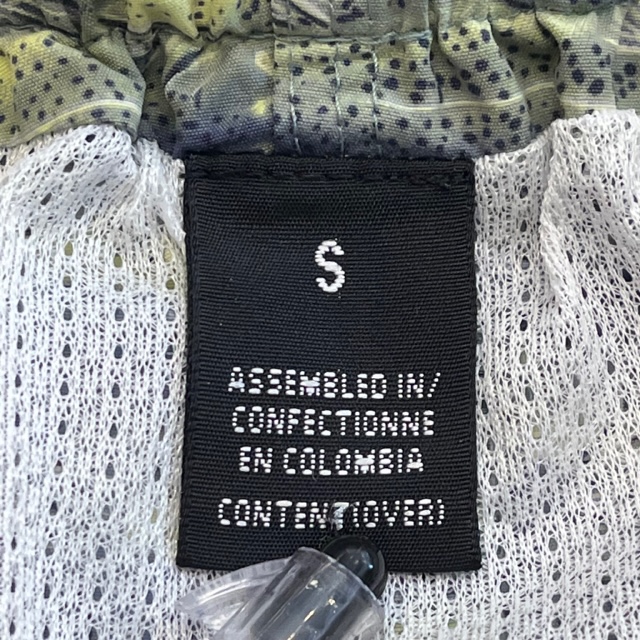 S
ASSEMBLED IN/
CONFECTIONNE
EN COLOMBIA
CONTENT(OVER)